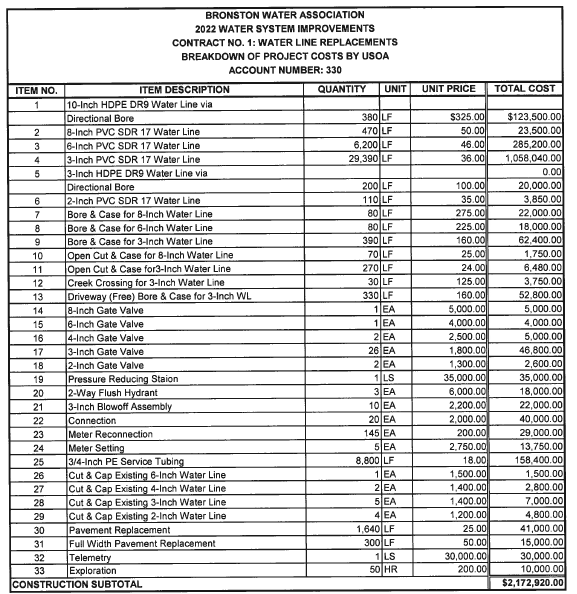 BRONSTON WATER ASSOCIATION
2022 WATER SYSTEM IMPROVEMENTS
CONTRACT NO. 1: WATER LINE REPLACEMENTS
BREAKDOWN OF PROJECT COSTS BY USOA
ACCOUNT NUMBER: 330
ITEM NO. ITEM DESCRIPTION QUANTITY UNIT UNIT PRICE TOTAL COST
1 10-Inch HDPE DR9 Water Line via
Directional Bore 380 LF $325.00 $123,500.00
2 8-Inch PVC SDR 17 Water Line 470 LF 50.00 23,500.00
3 6-Inch PVC SDR 17 Water Line 6,200 LF 46.00 285,200.00
4 3-Inch PVC SDR 17 Water Line 29,390 LF 36.00 1,058,040.00
5 3-Inch HDPE DR9 Water Line via 0.00
Directional Bore 200 LF 100.00 20,000.00
6 2-Inch PVC SDR 17 Water Line 110 LF 35.00 3,850.00
7 Bore & Case for 8-Inch Water Line 80 LF 275.00 22,000.00
8 Bore & Case for 6-Inch Water Line 80 LF 225.00 18,000.00
9 Bore & Case for 3-Inch Water Line 390 LF 160.00 62,400.00
10 Open Cut & Case for 8-Inch Water Line 70 LF 25.00 1,750.00
11 Open Cut & Case for3-Inch Water Line 270 LF 24.00 6,480.00
12 Creek Crossing for 3-Inch Water Line 30 LF 125.00 3,750.00
13 Driveway (Free) Bore & Case for 3-Inch WL 330 LF 160.00 52,800.00
14 8-Inch Gate Valve 1 EA 5,000.00 5,000.00
15 6-Inch Gate Valve 1 EA 4,000.00 4,000.00
16 4-Inch Gate Valve 2 EA 2,500.00 5,000.00
17 3-Inch Gate Valve 26 EA 1,800.00 46,800.00
18 2-Inch Gate Valve 2 EA 1,300.00 2,600.00
19 Pressure Reducing Staion 1 LS 35,000.00 35,000.00
20 2-Way Flush Hydrant 3 EA 6,000.00 18,000.00
21 3-Inch Blowoff Assembly 10 EA 2,200.00 22,000.00
22 Connection 20 EA 2,000.00 40,000.00
23 Meter Reconnection 145 EA 200.00 29,000.00
24 Meter Setting 5 EA 2,750.00 13,750.00
25 3/4-Inch PE Service Tubing 8,800 LF 18.00 158,400.00
26 Cut & Cap Existing 6-Inch Water Line 1 EA 1,500.00 1,500.00
27 Cut & Cap Existing 4-Inch Water Line 2 EA 1,400.00 2,800.00
28 Cut & Cap Existing 3-Inch Water Line 5 EA 1,400.00 7,000.00
29 Cut & Cap Existing 2-Inch Water Line 4 EA 1,200.00 4,800.00
30 Pavement Replacement 1,640 LF 25.00 41,000.00
31 Full Width Pavement Replacement 300 LF 50.00 15,000.00
32 Telemetry 1 LS 30,000.00 30,000.00
33 Exploration 50 HR 200.00 10,000.00
CONSTRUCTION SUBTOTAL $2,172,920.00